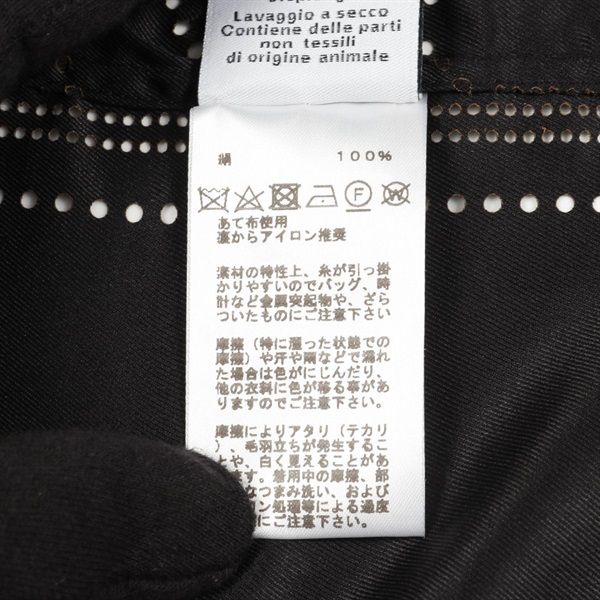 Lavaggio a secco
Contiene delle parti
non tessili
di origine animale
絹 100%
あて布使用
裏からアイロン推奨
素材の特性上、糸が引っ掛
かりやすいのでバッグ、時
計など金属突起物や、ざら
ついたものにご注意下さい
摩擦（特に湿った状態での
摩擦）や汗や雨などで濡れ
た場合は色がにじんだり、
他の衣料に色が移る事があ
りますのでご注意下さい。
摩擦によりアタリ（テカリ
）、毛羽立ちが発生するこ
とや、白く見えることがあ
ます。着用中の摩擦、部
なつまみ洗い、および
ン処理等による過度
ご注意下さい。